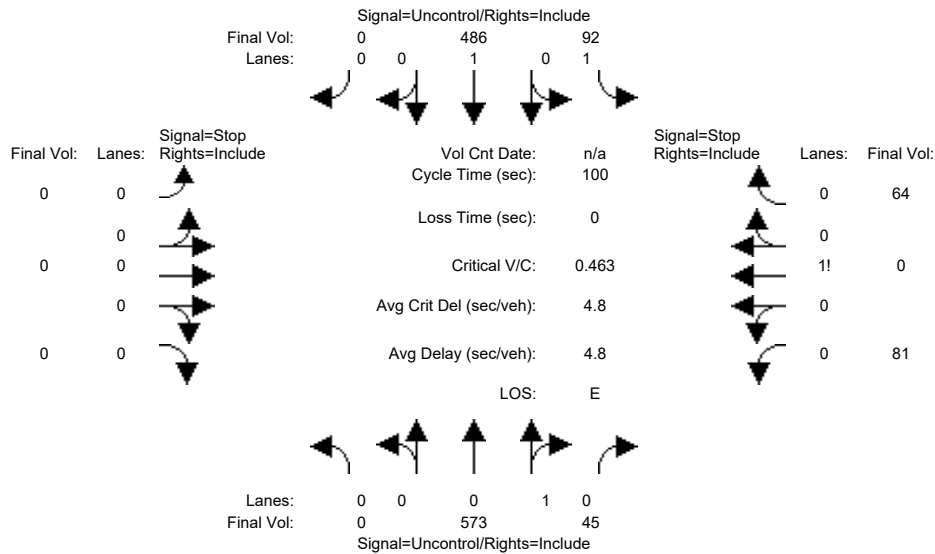 Signal=Uncontrol/Rights=Include
Final Vol: 0 486 92
Lanes: 0 0 1 0 1
Signal=Stop Signal=Stop
Final Vol: Lanes: Rights=Include Vol Cnt Date: n/a Rights=Include Lanes: Final Vol:
Cycle Time (sec): 100
0 0 0 64
Loss Time (sec): 0
0 0
0 0 Critical V/C: 0.463 1! 0
0 Avg Crit Del (sec/veh): 4.8 0
0 0 Avg Delay (sec/veh): 4.8 0 81
LOS: E
Lanes: 0 0 0 1 0
Final Vol: 0 573 45
Signal=Uncontrol/Rights=Include